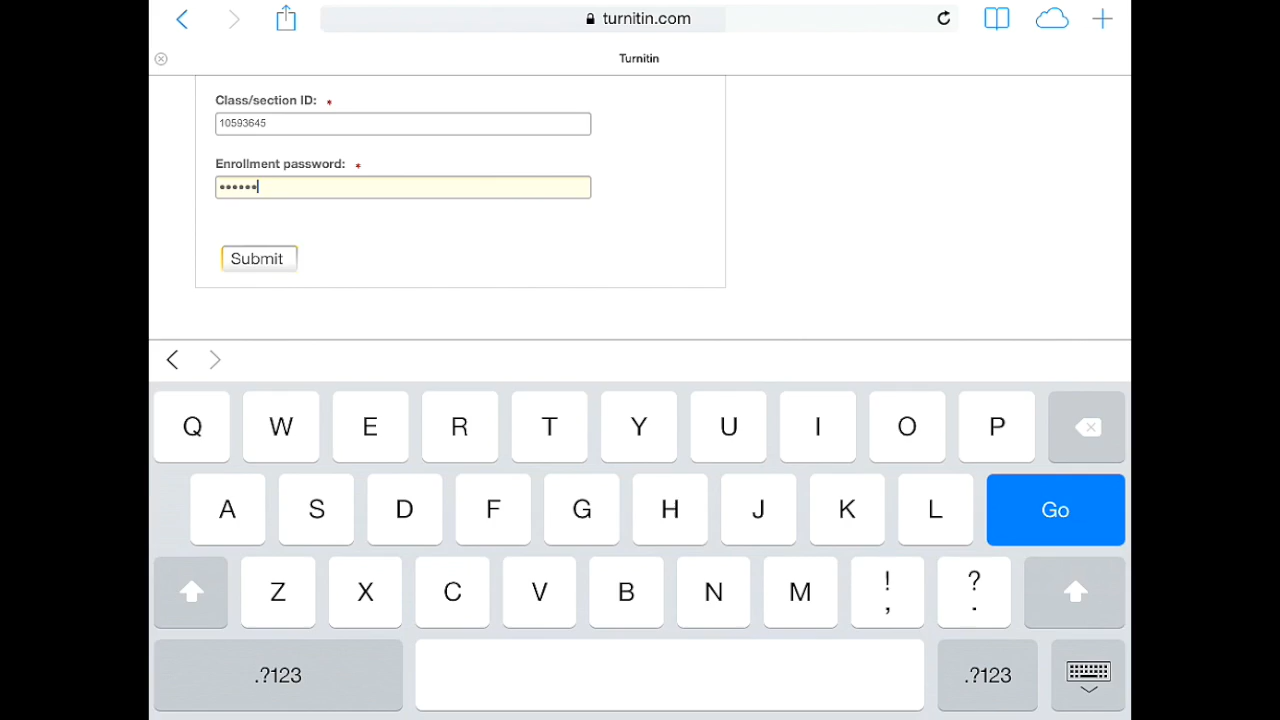 turnitin.com
Turnitin
Class/section ID: *
10593645
Enrollment password: *
••••••
Submit
Q W E R T Y U I O P
A S D F G H J K L Go
Z X C V B N M ! , ? .
.?123 .?123